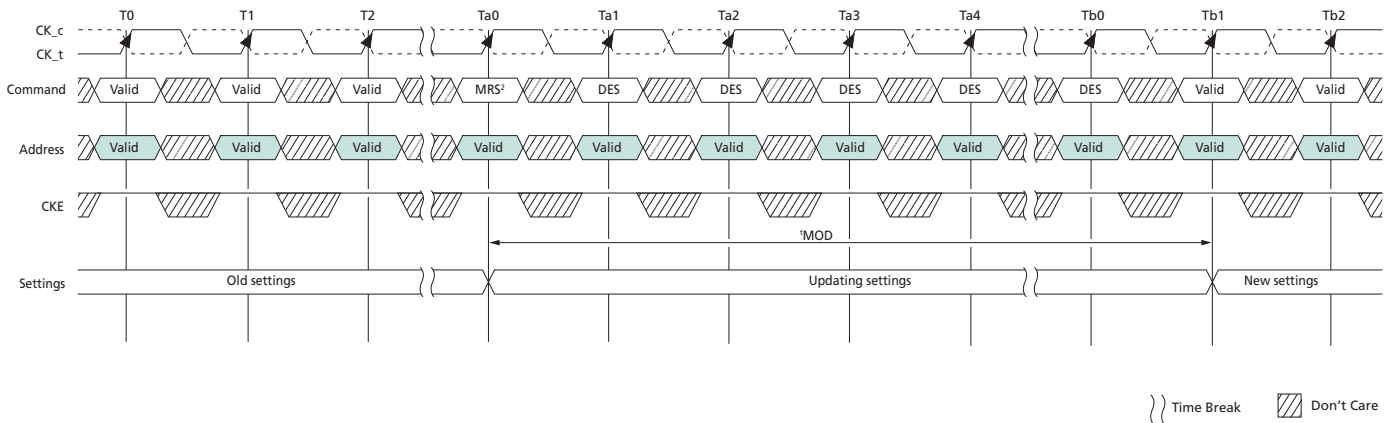 T0 T1 T2 Ta0 Ta1 Ta2 Ta3 Ta4 Tb0 Tb1 Tb2
CK_c
CK_t
Command Valid Valid Valid MRS² DES DES DES DES DES Valid Valid
Address Valid Valid Valid Valid Valid Valid Valid Valid Valid Valid Valid
CKE
ᵗMOD
Settings Old settings Updating settings New settings
Time Break Don't Care